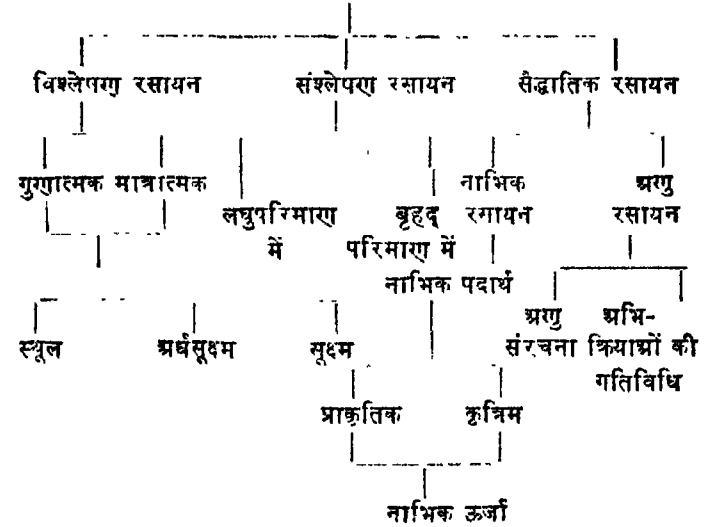 विश्लेषण रसायन संश्लेषण रसायन सैद्धातिक रसायन
गुणात्मक मात्रात्मक नाभिक अणु
लघुपरिमाण बृहद् रसायन रसायन
में परिमाण में
नाभिक पदार्थ
अणु अभि-
स्थूल अर्धसूक्ष्म सूक्ष्म संरचना क्रियाओं की
गतिविधि
प्राकृतिक कृत्रिम
नाभिक ऊर्जा